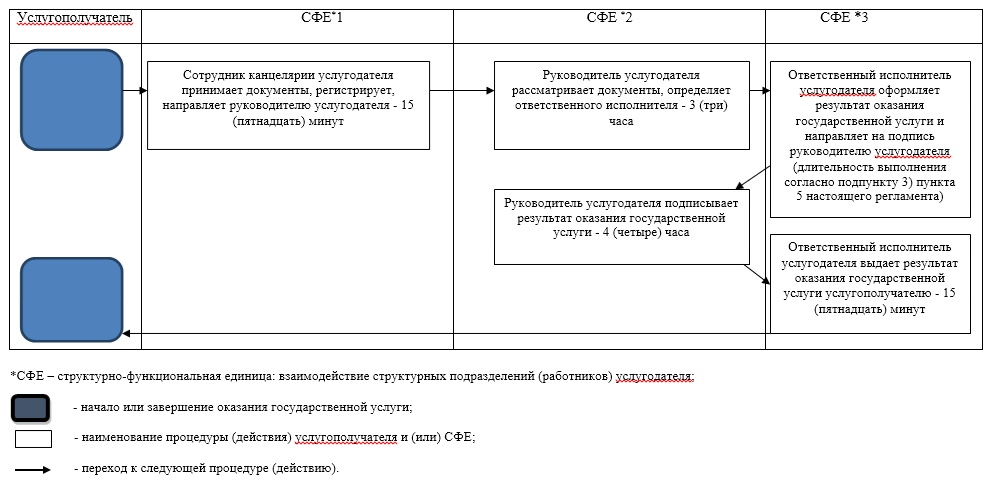 Услугополучатель
СФЕ*1
СФЕ *2
СФЕ *3
Сотрудник канцелярии услугодателя
принимает документы, регистрирует,
направляет руководителю услугодателя - 15
(пятнадцать) минут
Руководитель услугодателя
рассматривает документы, определяет
ответственного исполнителя - 3 (три)
часа
Ответственный исполнитель
услугодателя оформляет
результат оказания
государственной услуги и
направляет на подпись
руководителю услугодателя
(длительность выполнения
согласно подпункту 3) пункта
5 настоящего регламента)
Руководитель услугодателя подписывает
результат оказания государственной
услуги - 4 (четыре) часа
Ответственный исполнитель
услугодателя выдает результат
оказания государственной
услуги услугополучателю - 15
(пятнадцать) минут
*СФЕ – структурно-функциональная единица: взаимодействие структурных подразделений (работников) услугодателя;
- начало или завершение оказания государственной услуги;
- наименование процедуры (действия) услугополучателя и (или) СФЕ;
- переход к следующей процедуре (действию).